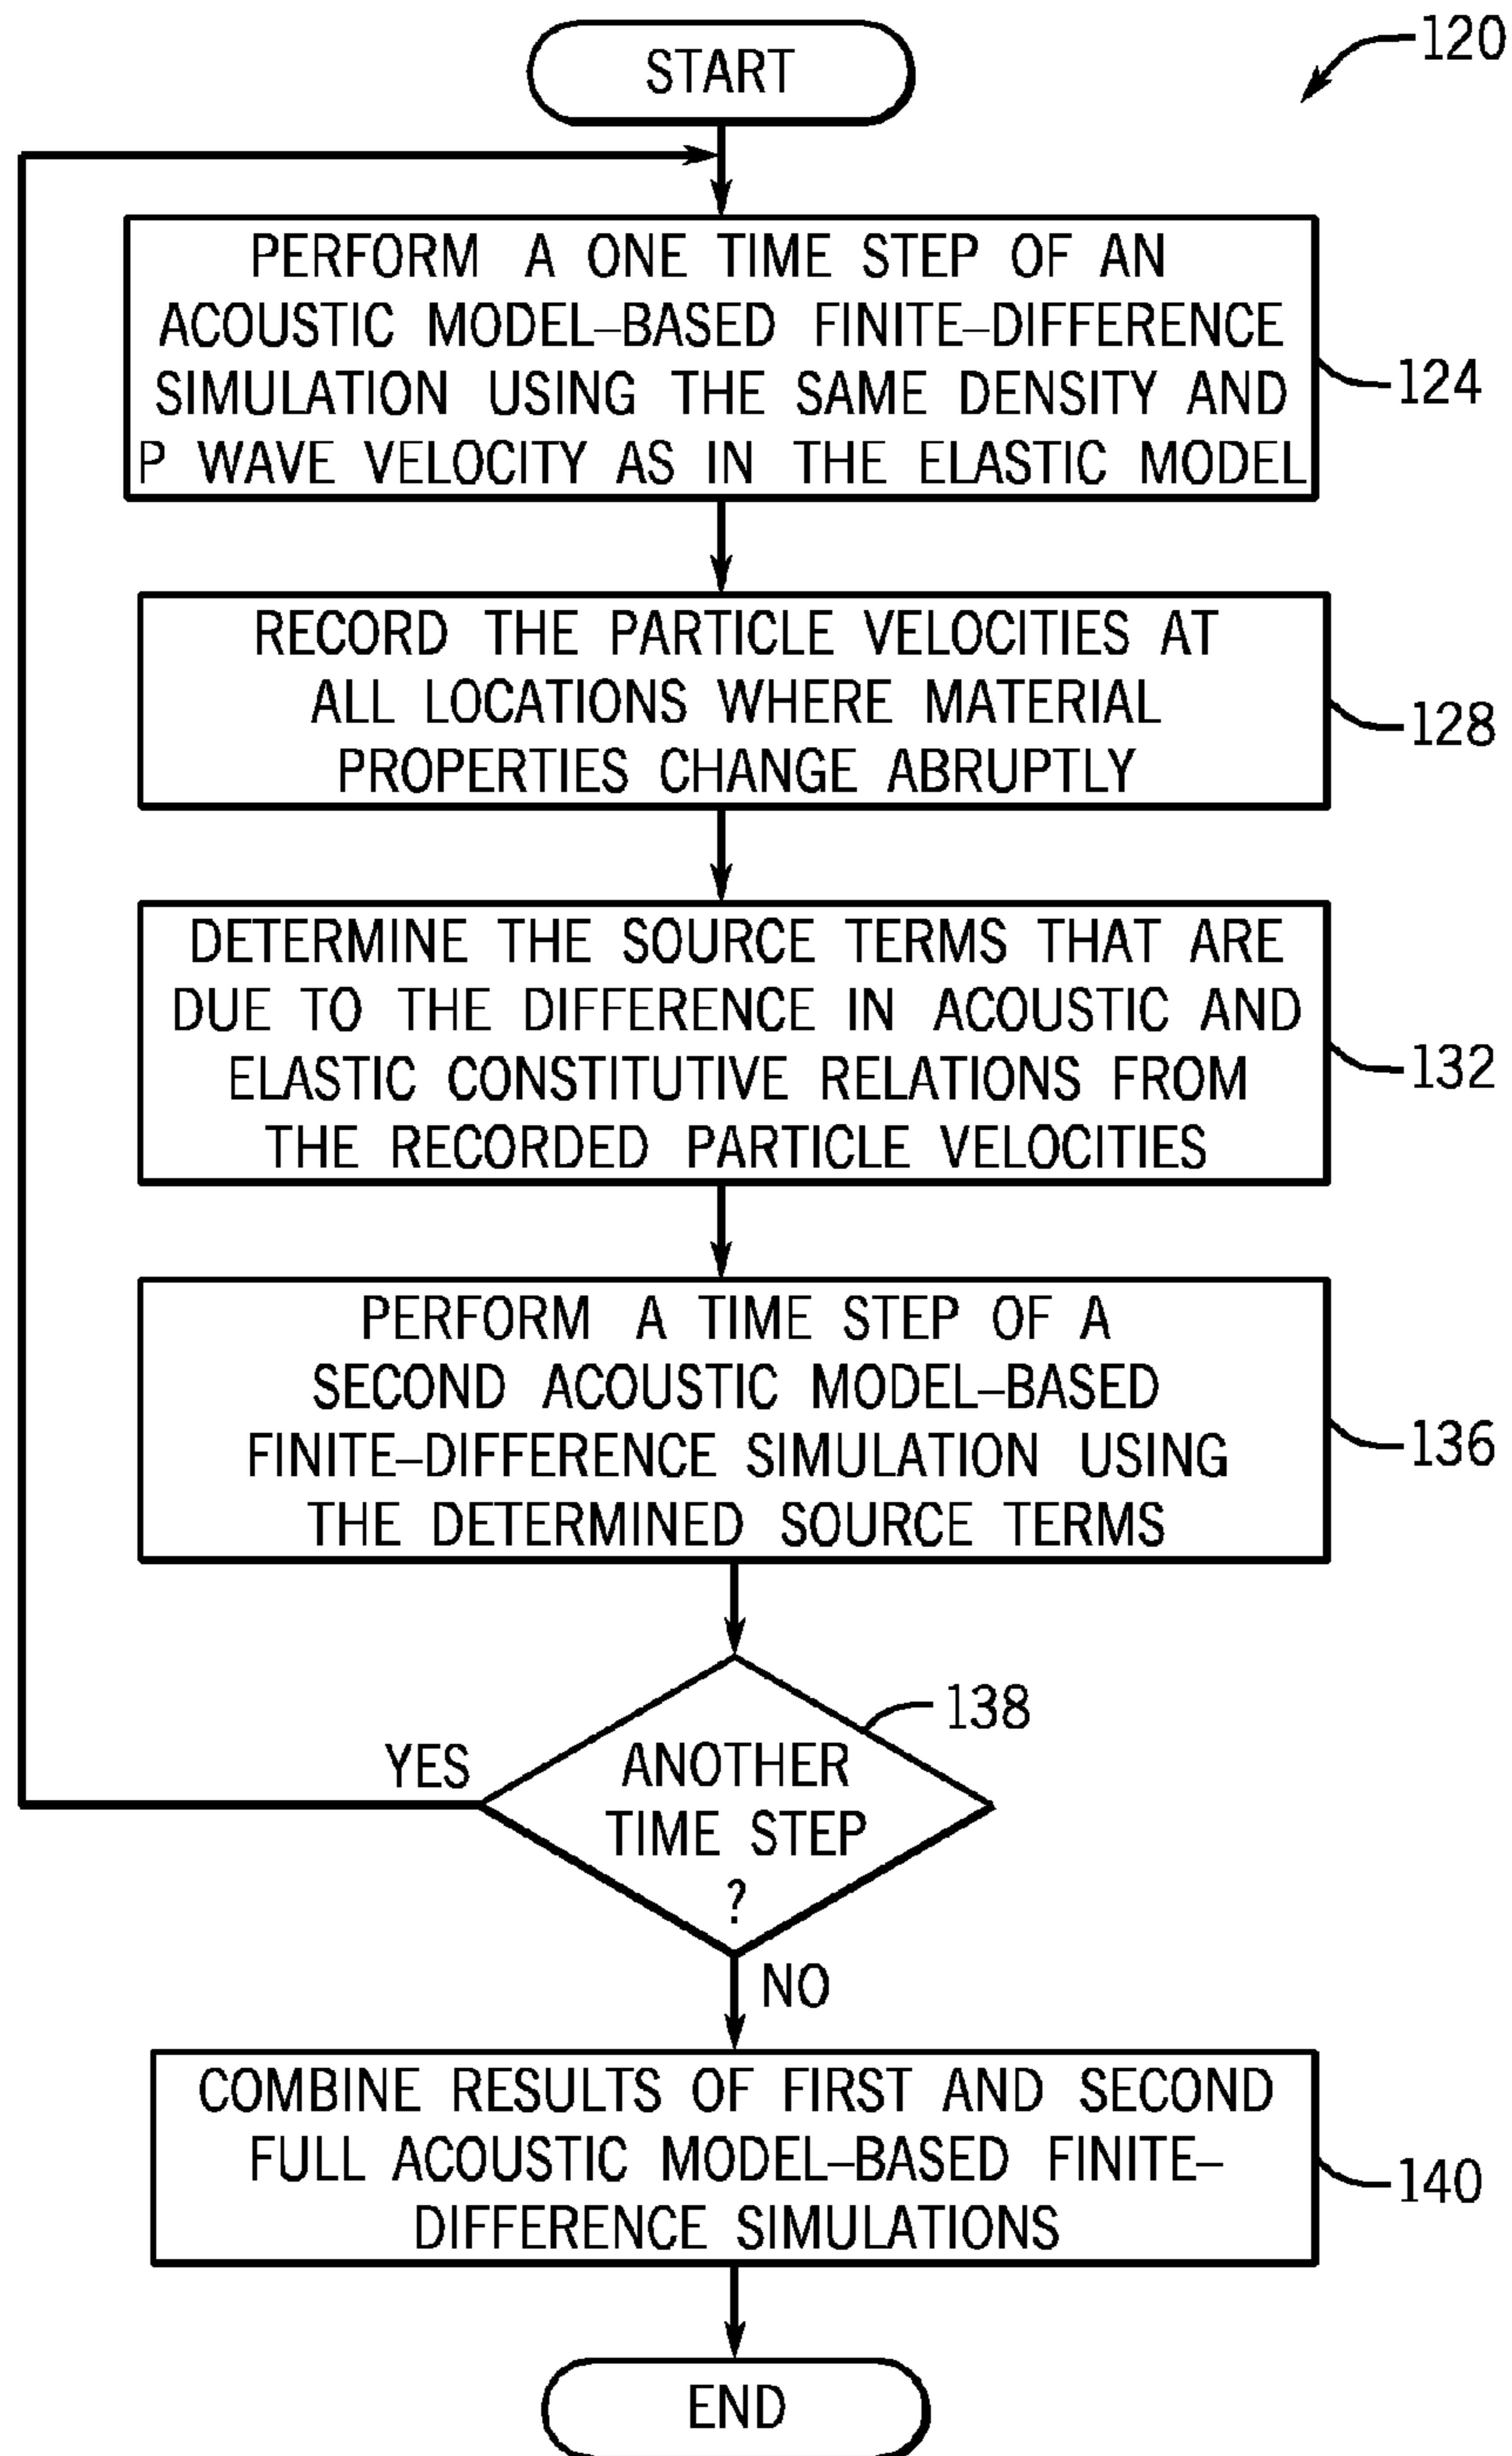 START
120
PERFORM A ONE TIME STEP OF AN
ACOUSTIC MODEL–BASED FINITE–DIFFERENCE
SIMULATION USING THE SAME DENSITY AND
P WAVE VELOCITY AS IN THE ELASTIC MODEL
124
RECORD THE PARTICLE VELOCITIES AT
ALL LOCATIONS WHERE MATERIAL
PROPERTIES CHANGE ABRUPTLY
128
DETERMINE THE SOURCE TERMS THAT ARE
DUE TO THE DIFFERENCE IN ACOUSTIC AND
ELASTIC CONSTITUTIVE RELATIONS FROM
THE RECORDED PARTICLE VELOCITIES
132
PERFORM A TIME STEP OF A
SECOND ACOUSTIC MODEL–BASED
FINITE–DIFFERENCE SIMULATION USING
THE DETERMINED SOURCE TERMS
136
138
YES
ANOTHER
TIME STEP
?
NO
COMBINE RESULTS OF FIRST AND SECOND
FULL ACOUSTIC MODEL–BASED FINITE–
DIFFERENCE SIMULATIONS
140
END